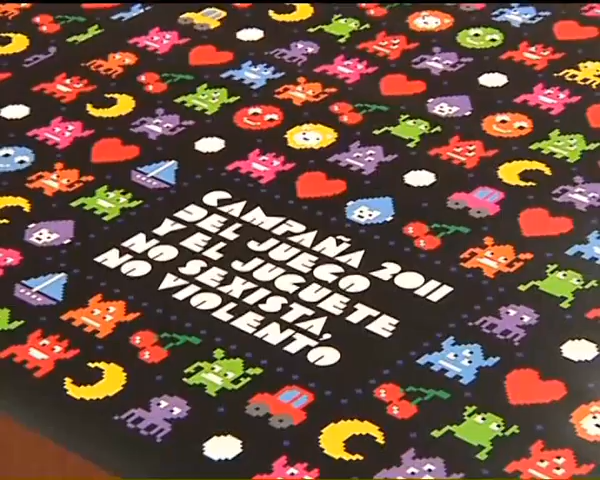 CAMPAÑA 2011
DEL JUEGO
Y EL JUGUETE
NO SEXISTA,
NO VIOLENTO